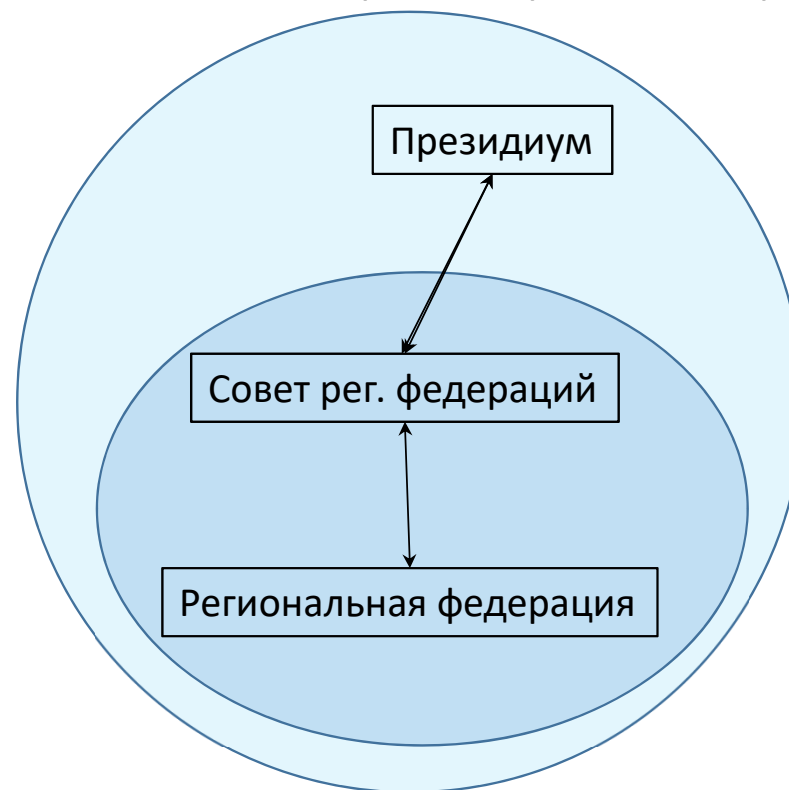 Президиум
Совет рег. федераций
Региональная федерация